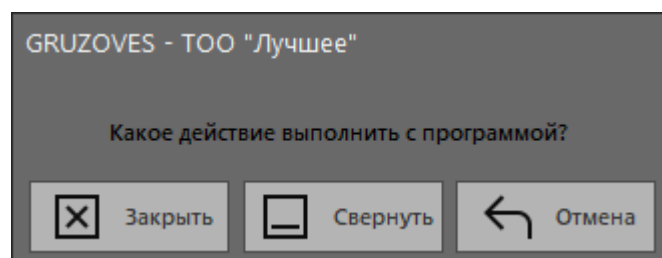 GRUZOVES - ТОО "Лучшее"
Какое действие выполнить с программой?
Закрыть Свернуть Отмена